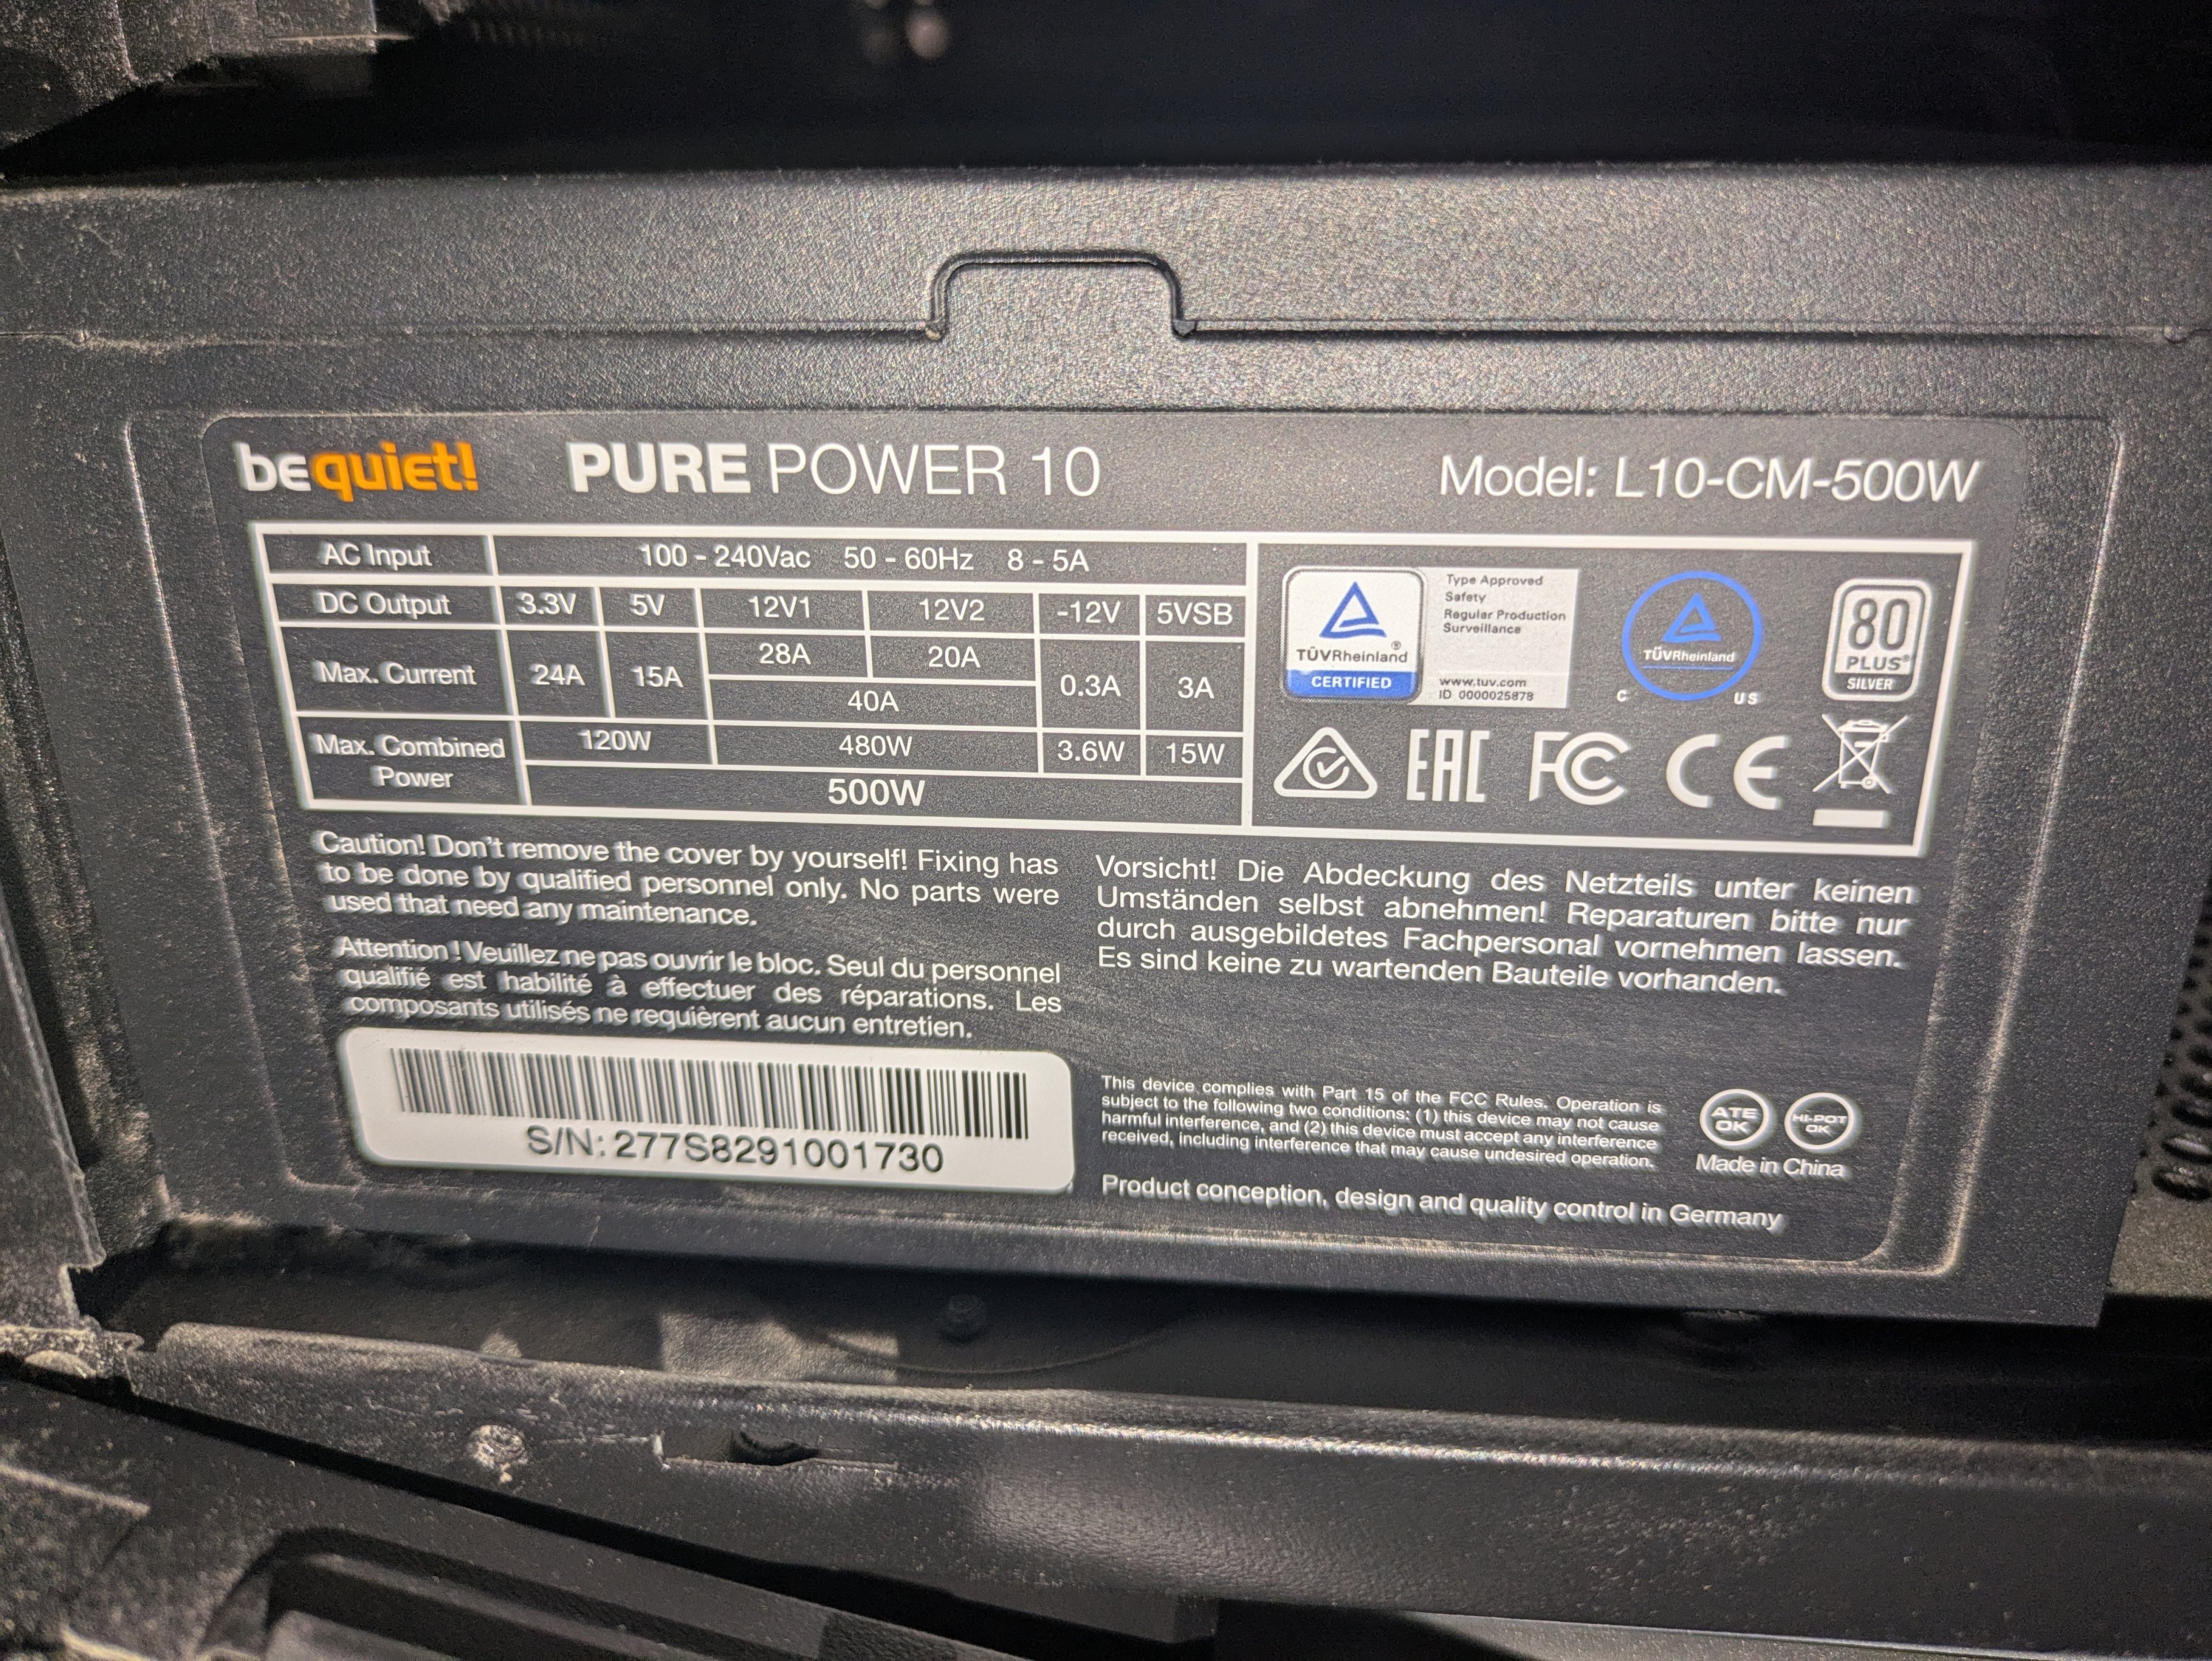 be quiet! PURE POWER 10 Model: L10-CM-500W
AC Input 100 - 240Vac 50 - 60Hz 8 - 5A
DC Output 3.3V 5V 12V1 12V2 -12V 5VSB
Max. Current 24A 15A 28A 20A 0.3A 3A
40A
Max. Combined Power 120W 480W 3.6W 15W
500W
TÜVRheinland®
CERTIFIED
Type Approved
Safety
Regular Production
Surveillance
www.tuv.com
ID 0000025878
TÜVRheinland
C US
80
PLUS®
SILVER
EAC FC CE
Caution! Don't remove the cover by yourself! Fixing has
to be done by qualified personnel only. No parts were
used that need any maintenance.
Attention ! Veuillez ne pas ouvrir le bloc. Seul du personnel
qualifié est habilité à effectuer des réparations. Les
composants utilisés ne requièrent aucun entretien.
Vorsicht! Die Abdeckung des Netzteils unter keinen
Umständen selbst abnehmen! Reparaturen bitte nur
durch ausgebildetes Fachpersonal vornehmen lassen.
Es sind keine zu wartenden Bauteile vorhanden.
S/N: 277S8291001730
This device complies with Part 15 of the FCC Rules. Operation is
subject to the following two conditions: (1) this device may not cause
harmful interference, and (2) this device must accept any interference
received, including interference that may cause undesired operation.
ATE
OK
HI-POT
OK
Made in China
Product conception, design and quality control in Germany